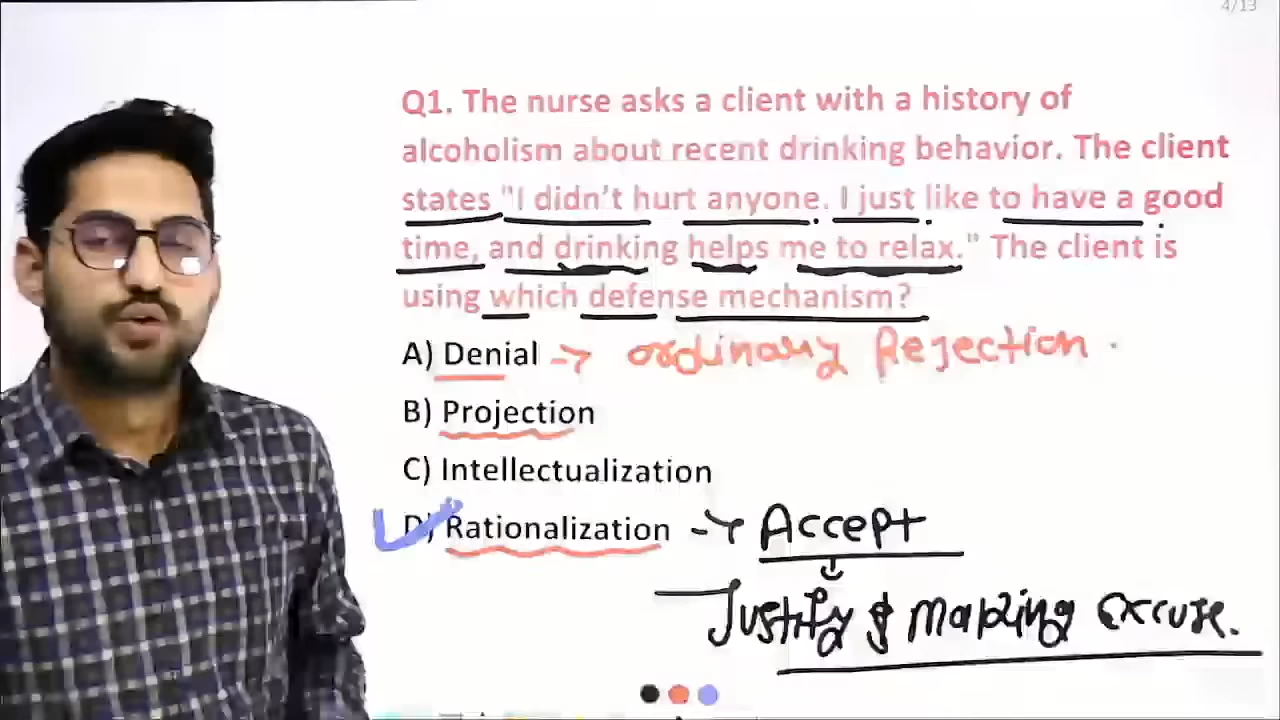 4/13
Q1. The nurse asks a client with a history of
alcoholism about recent drinking behavior. The client
states "I didn't hurt anyone. I just like to have a good
time, and drinking helps me to relax." The client is
using which defense mechanism?
A) Denial -> ordinary Rejection.
B) Projection
C) Intellectualization
D) Rationalization -> Accept
Justify & making excuse.